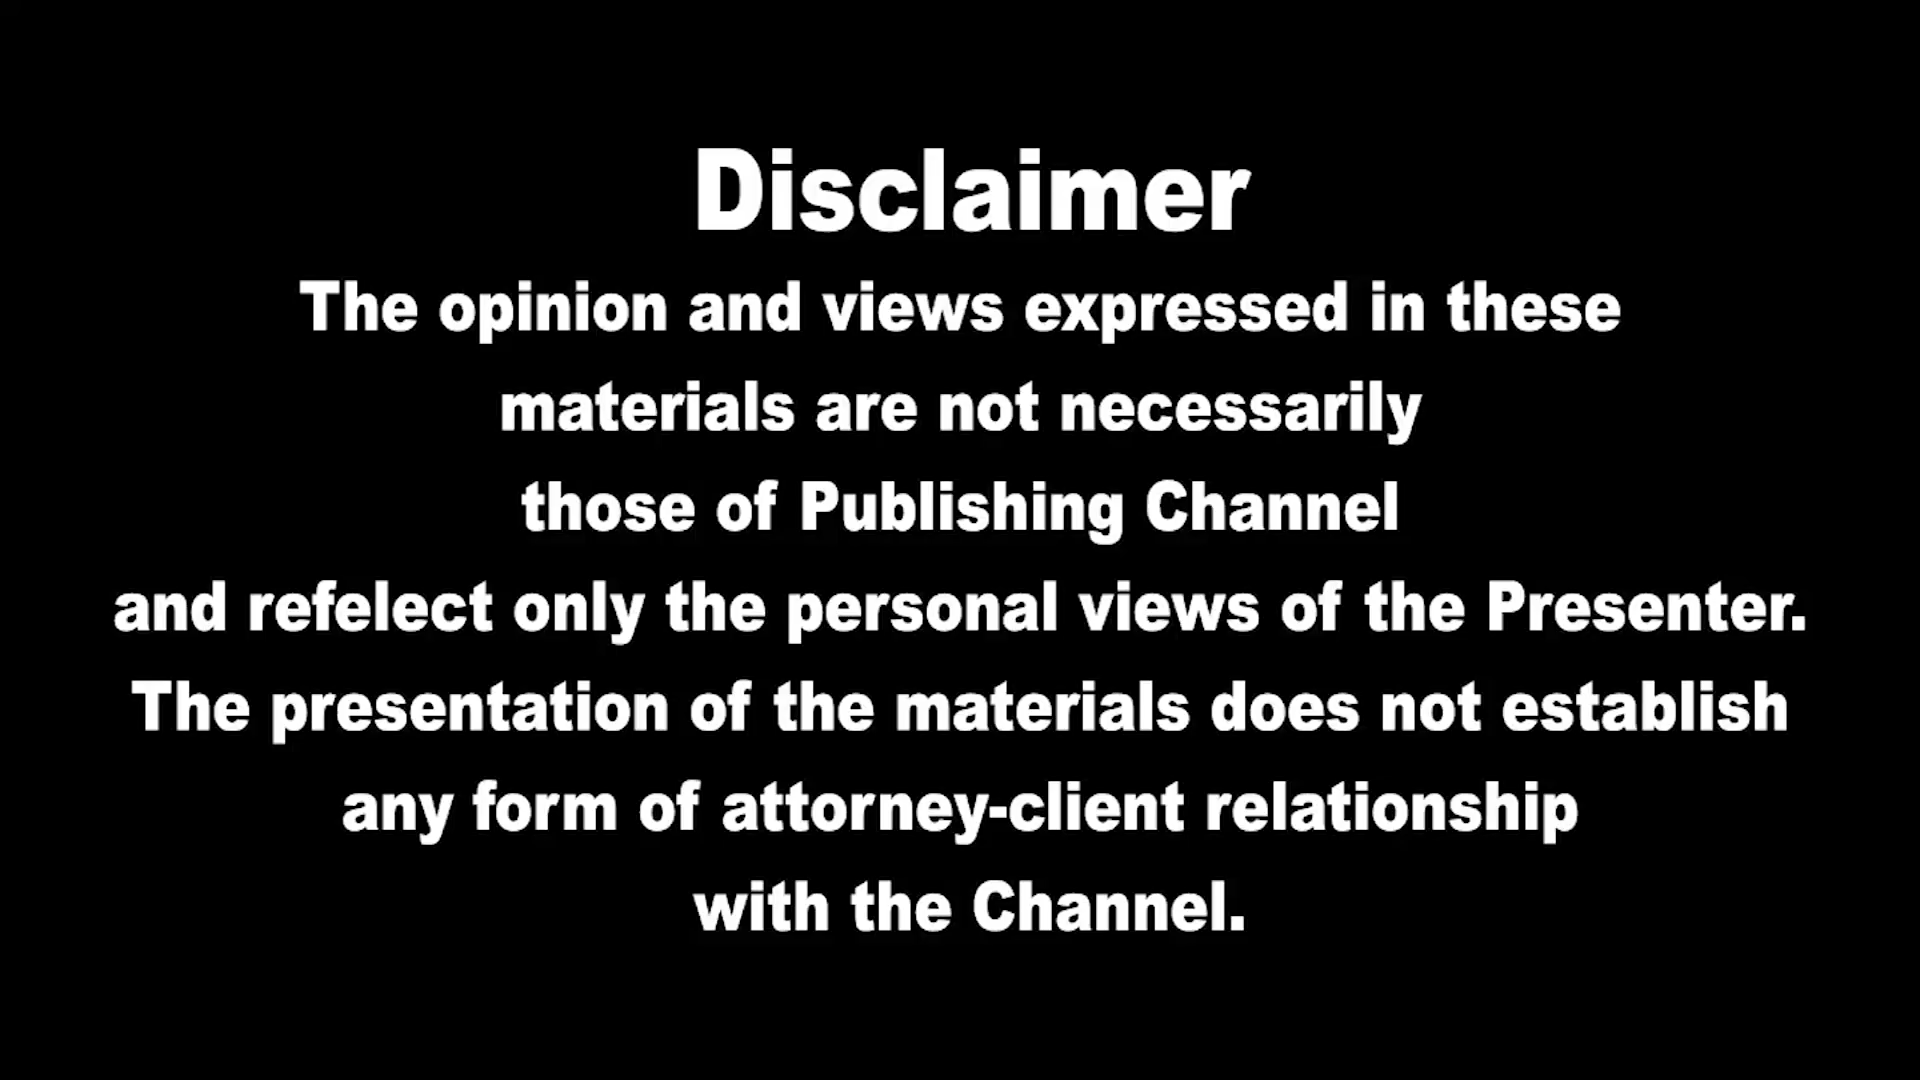 Disclaimer
The opinion and views expressed in these
materials are not necessarily
those of Publishing Channel
and refelect only the personal views of the Presenter.
The presentation of the materials does not establish
any form of attorney-client relationship
with the Channel.